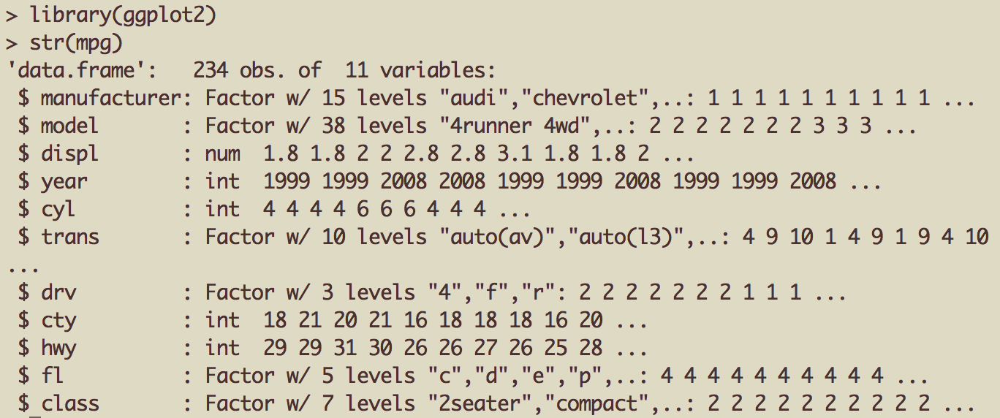 > library(ggplot2)
> str(mpg)
'data.frame':   234 obs. of  11 variables:
 $ manufacturer: Factor w/ 15 levels "audi","chevrolet",..: 1 1 1 1 1 1 1 1 1 1 ...
 $ model       : Factor w/ 38 levels "4runner 4wd",..: 2 2 2 2 2 2 2 3 3 3 ...
 $ displ       : num  1.8 1.8 2 2 2.8 2.8 3.1 1.8 1.8 2 ...
 $ year        : int  1999 1999 2008 2008 1999 1999 2008 1999 1999 2008 ...
 $ cyl         : int  4 4 4 4 6 6 6 4 4 4 ...
 $ trans       : Factor w/ 10 levels "auto(av)","auto(l3)",..: 4 9 10 1 4 9 1 9 4 10
...
 $ drv         : Factor w/ 3 levels "4","f","r": 2 2 2 2 2 2 2 1 1 1 ...
 $ cty         : int  18 21 20 21 16 18 18 18 16 20 ...
 $ hwy         : int  29 29 31 30 26 26 27 26 25 28 ...
 $ fl          : Factor w/ 5 levels "c","d","e","p",..: 4 4 4 4 4 4 4 4 4 4 ...
 $ class       : Factor w/ 7 levels "2seater","compact",..: 2 2 2 2 2 2 2 2 2 2 ...